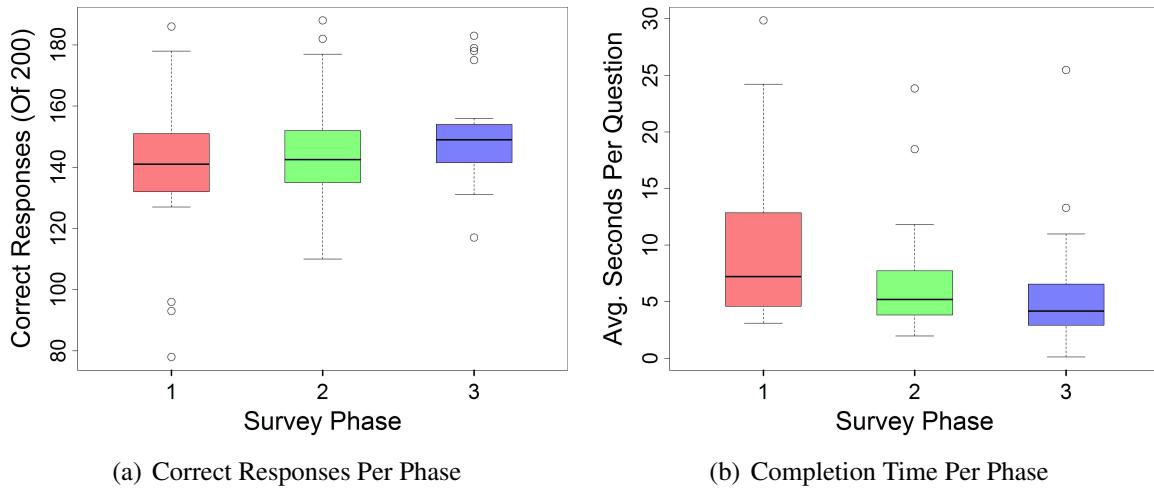 Correct Responses (Of 200)
180
160
140
120
100
80
1 2 3
Survey Phase
(a) Correct Responses Per Phase
Avg. Seconds Per Question
30
25
20
15
10
5
0
1 2 3
Survey Phase
(b) Completion Time Per Phase